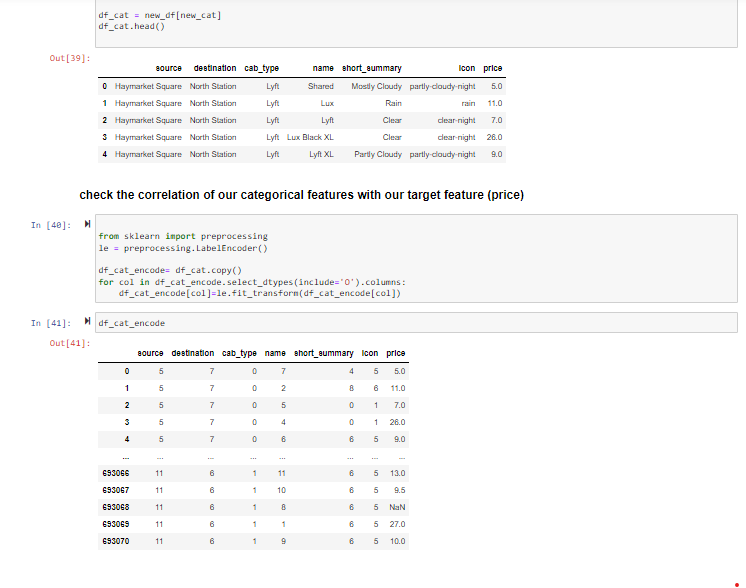 df_cat = new_df[new_cat]
df_cat.head()
Out[39]:
source destination cab_type name short_summary icon price
0 Haymarket Square North Station Lyft Shared Mostly Cloudy partly-cloudy-night 5.0
1 Haymarket Square North Station Lyft Lux Rain rain 11.0
2 Haymarket Square North Station Lyft Lyft Clear clear-night 7.0
3 Haymarket Square North Station Lyft Lux Black XL Clear clear-night 26.0
4 Haymarket Square North Station Lyft Lyft XL Partly Cloudy partly-cloudy-night 9.0
check the correlation of our categorical features with our target feature (price)
In [40]:
from sklearn import preprocessing
le = preprocessing.LabelEncoder()
df_cat_encode= df_cat.copy()
for col in df_cat_encode.select_dtypes(include='O').columns:
df_cat_encode[col]=le.fit_transform(df_cat_encode[col])
In [41]: df_cat_encode
Out[41]:
source destination cab_type name short_summary icon price
0 5 7 0 7 4 5 5.0
1 5 7 0 2 8 6 11.0
2 5 7 0 5 0 1 7.0
3 5 7 0 4 0 1 26.0
4 5 7 0 6 6 5 9.0
... ... ... ... ... ... ... ...
693066 11 6 1 11 6 5 13.0
693067 11 6 1 10 6 5 9.5
693068 11 6 1 8 6 5 NaN
693069 11 6 1 1 6 5 27.0
693070 11 6 1 9 6 5 10.0